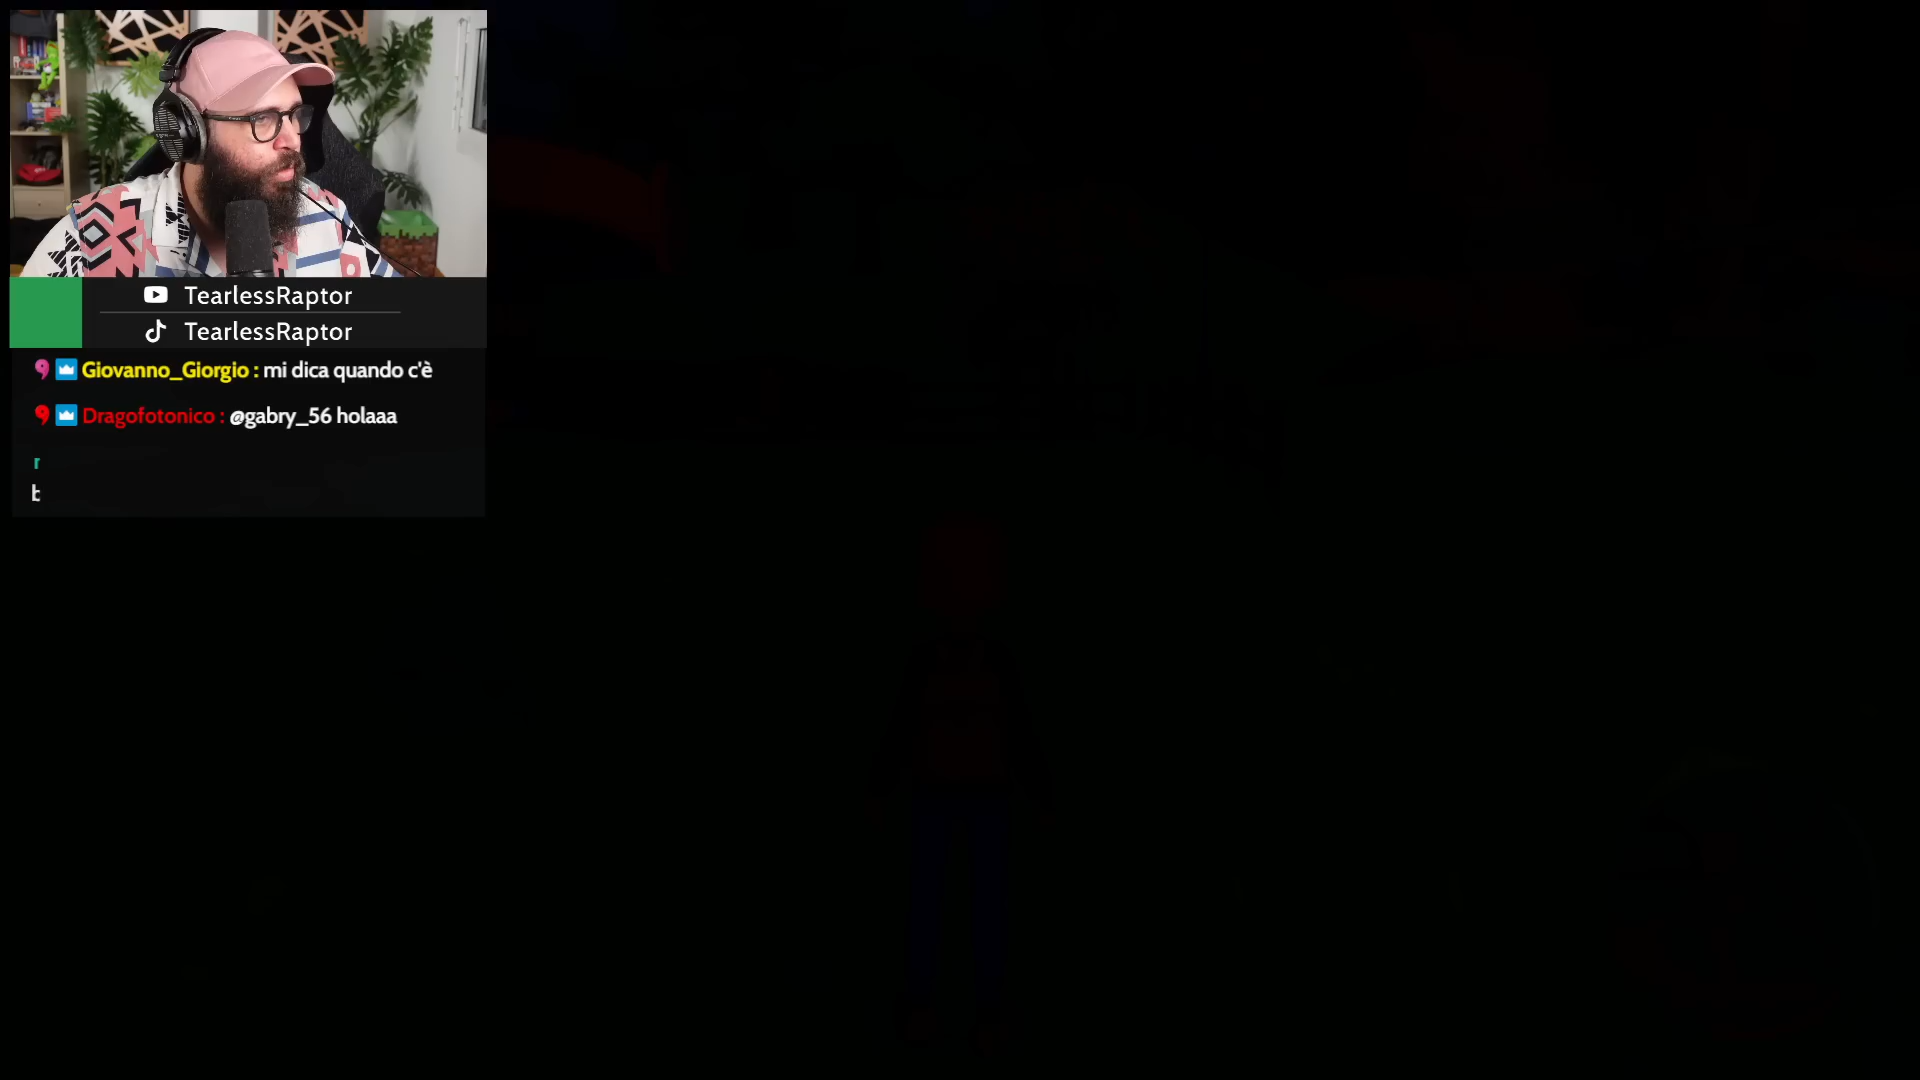 TearlessRaptor
TearlessRaptor
Giovanno_Giorgio : mi dica quando c'è
Dragofotonico : @gabry_56 holaaa
r